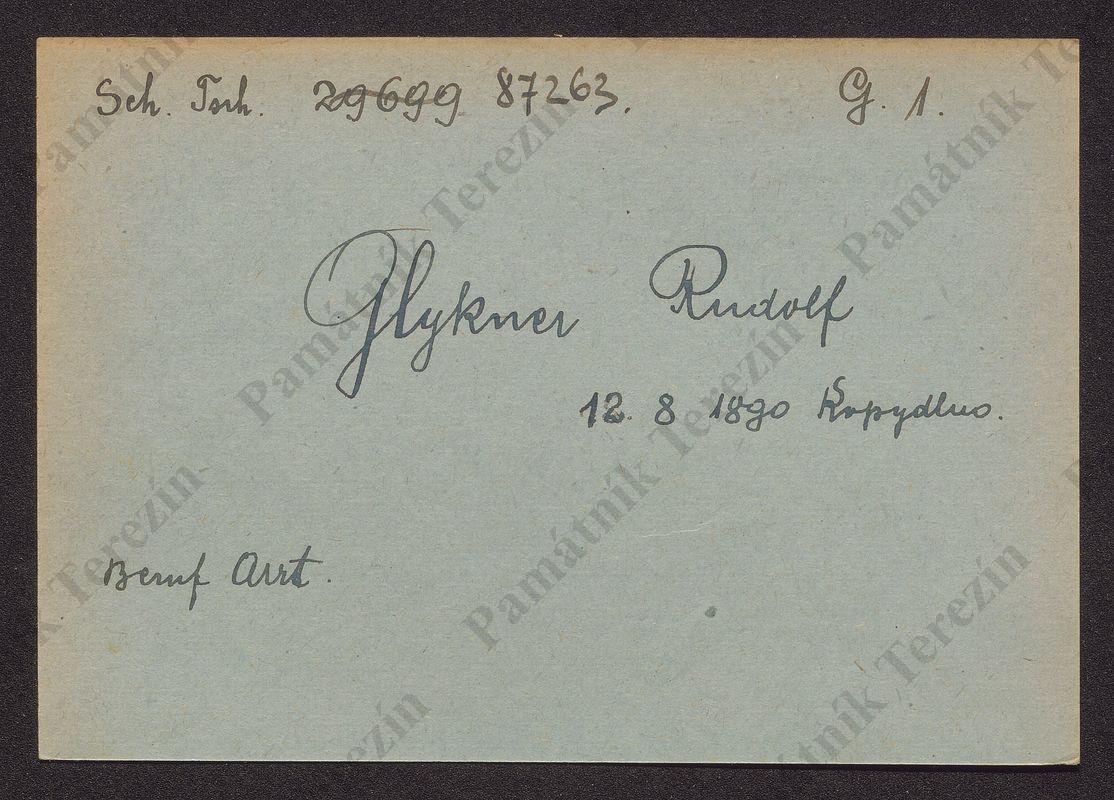 Sch. Tsch. 29699 87263. G. 1.
Glykner Rudolf
12. 8 1890 Kopydlno.
Beruf Arzt.
Památník Terezín